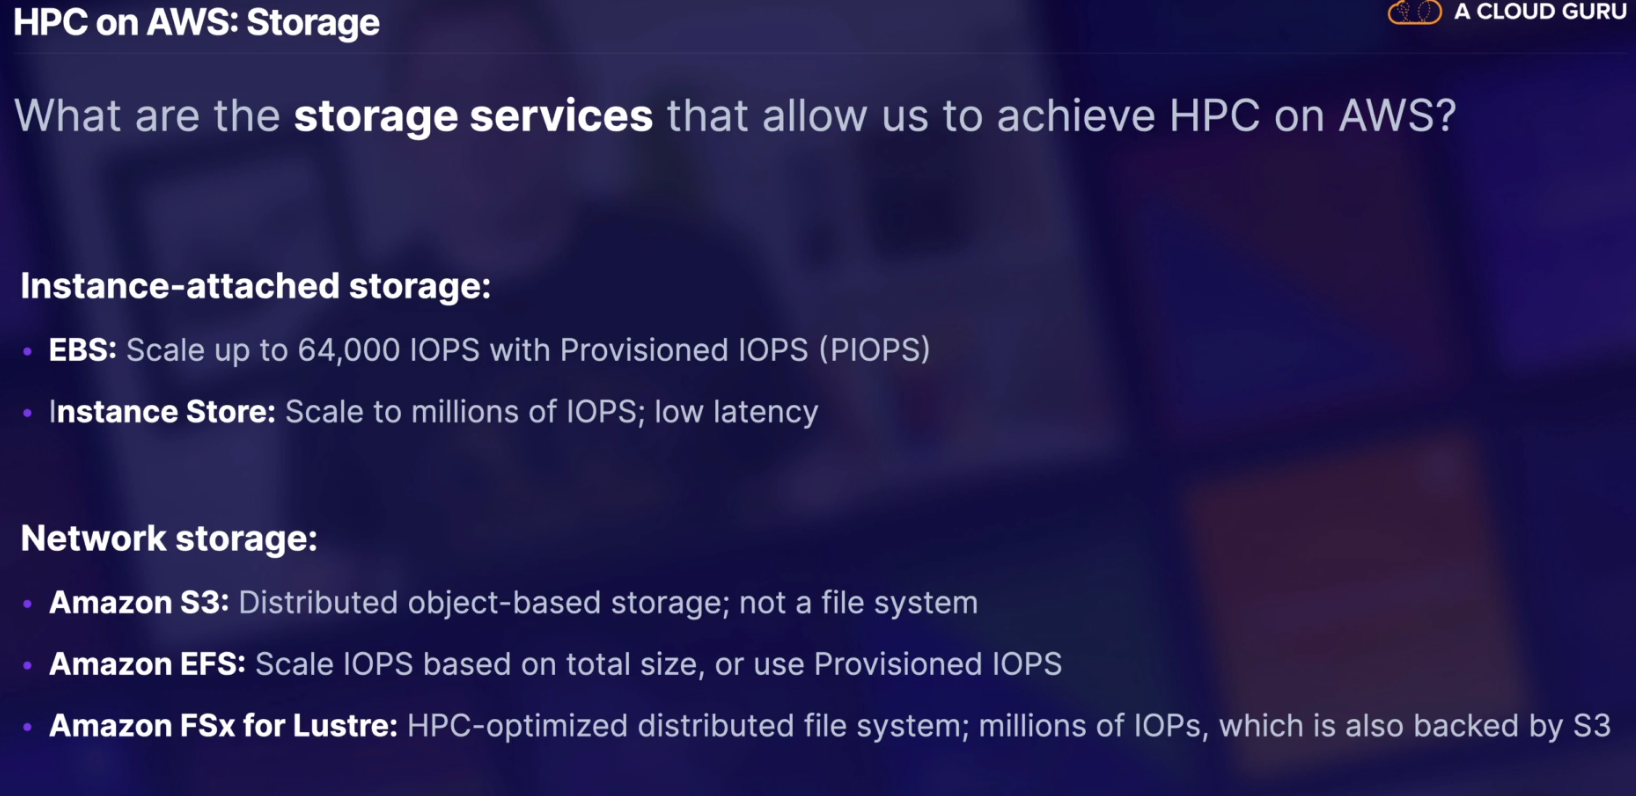 HPC on AWS: Storage
A CLOUD GURU
What are the storage services that allow us to achieve HPC on AWS?
Instance-attached storage:
• EBS: Scale up to 64,000 IOPS with Provisioned IOPS (PIOPS)
• Instance Store: Scale to millions of IOPS; low latency
Network storage:
• Amazon S3: Distributed object-based storage; not a file system
• Amazon EFS: Scale IOPS based on total size, or use Provisioned IOPS
• Amazon FSx for Lustre: HPC-optimized distributed file system; millions of IOPs, which is also backed by S3